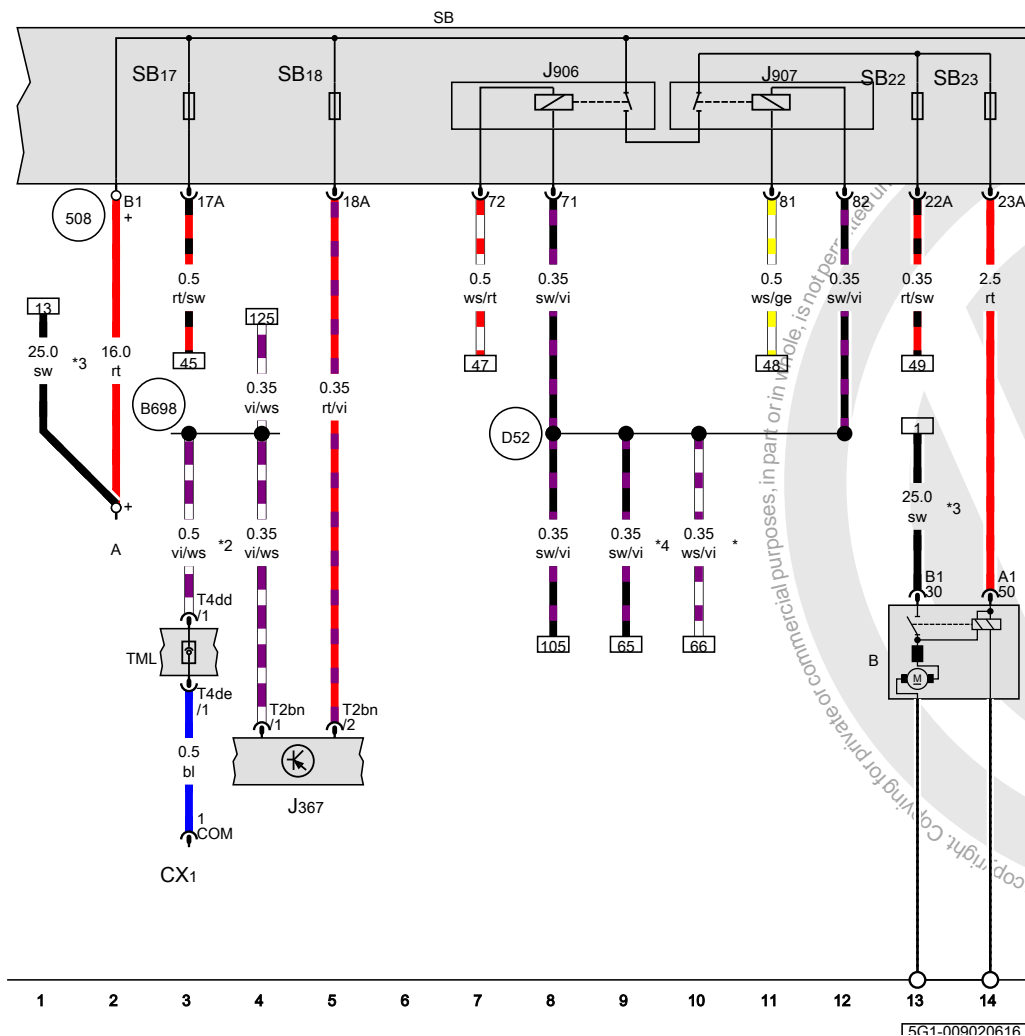 SB
SB17
SB18
J906
J907
SB22
SB23
508
B1
+
17A
18A
72
71
81
82
22A
23A
13
25.0
sw
*3
16.0
rt
0.5
rt/sw
45
125
0.35
vi/ws
0.35
rt/vi
0.5
ws/rt
47
0.35
sw/vi
0.5
ws/ge
48
0.35
sw/vi
0.35
rt/sw
49
2.5
rt
B698
D52
1
25.0
sw
*3
+
A
0.5
vi/ws
*2
0.35
vi/ws
0.35
sw/vi
0.35
sw/vi
*4
0.35
ws/vi
*
105
65
66
T4dd
/1
TML
T4de
/1
0.5
bl
1
COM
CX1
T2bn
/1
T2bn
/2
J367
B1
30
A1
50
B
M
commercial purposes, in part or in whole, is not permitted
copyright. Copying for private or
1 2 3 4 5 6 7 8 9 10 11 12 13 14
5G1-009020616